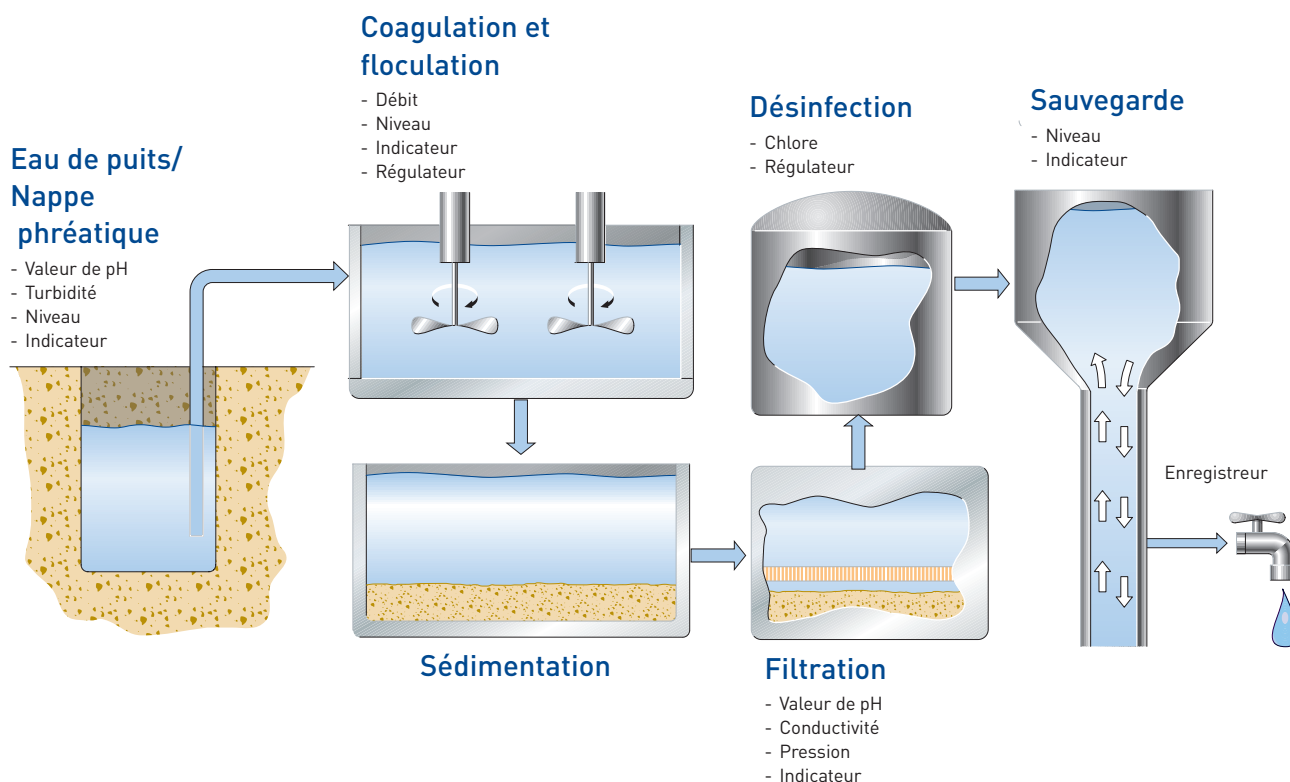 Eau de puits/
Nappe
phréatique
- Valeur de pH
- Turbidité
- Niveau
- Indicateur
Coagulation et
floculation
- Débit
- Niveau
- Indicateur
- Régulateur
Sédimentation
Filtration
- Valeur de pH
- Conductivité
- Pression
- Indicateur
Désinfection
- Chlore
- Régulateur
Sauvegarde
- Niveau
- Indicateur
Enregistreur